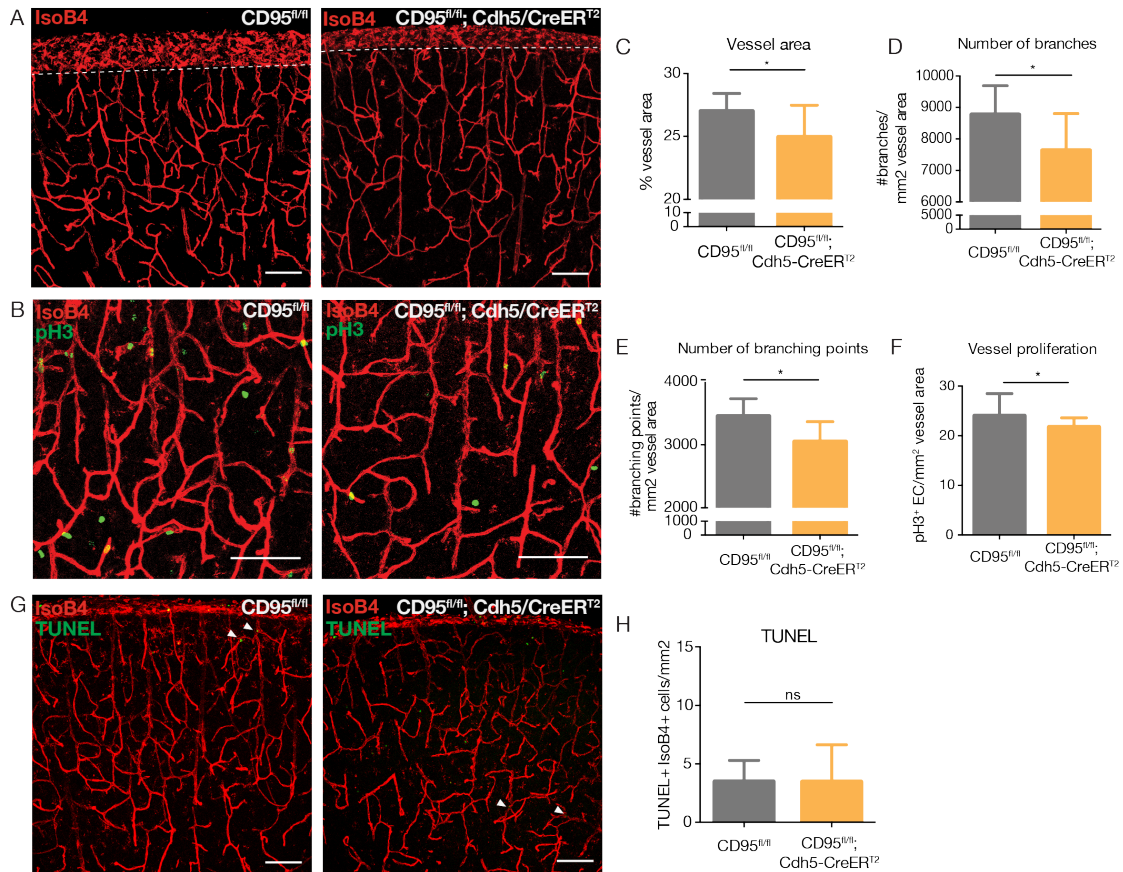 A
IsoB4
CD95fl/fl
IsoB4
CD95fl/fl; Cdh5/CreERT2
C
Vessel area
*
% vessel area
30
25
20
10
0
CD95fl/fl
CD95fl/fl;
Cdh5-CreERT2
D
Number of branches
*
#branches/
mm2 vessel area
10000
9000
8000
7000
6000
5000
0
CD95fl/fl
CD95fl/fl;
Cdh5-CreERT2
B
IsoB4
pH3
CD95fl/fl
IsoB4
pH3
CD95fl/fl; Cdh5/CreERT2
E
Number of branching points
*
#branching points/
mm2 vessel area
4000
3000
2000
1000
0
CD95fl/fl
CD95fl/fl;
Cdh5-CreERT2
F
Vessel proliferation
*
pH3+ EC/mm2 vessel area
30
20
10
0
CD95fl/fl
CD95fl/fl;
Cdh5-CreERT2
G
IsoB4
TUNEL
CD95fl/fl
IsoB4
TUNEL
CD95fl/fl; Cdh5/CreERT2
H
TUNEL
ns
TUNEL+ IsoB4+ cells/mm2
15
10
5
0
CD95fl/fl
CD95fl/fl;
Cdh5-CreERT2